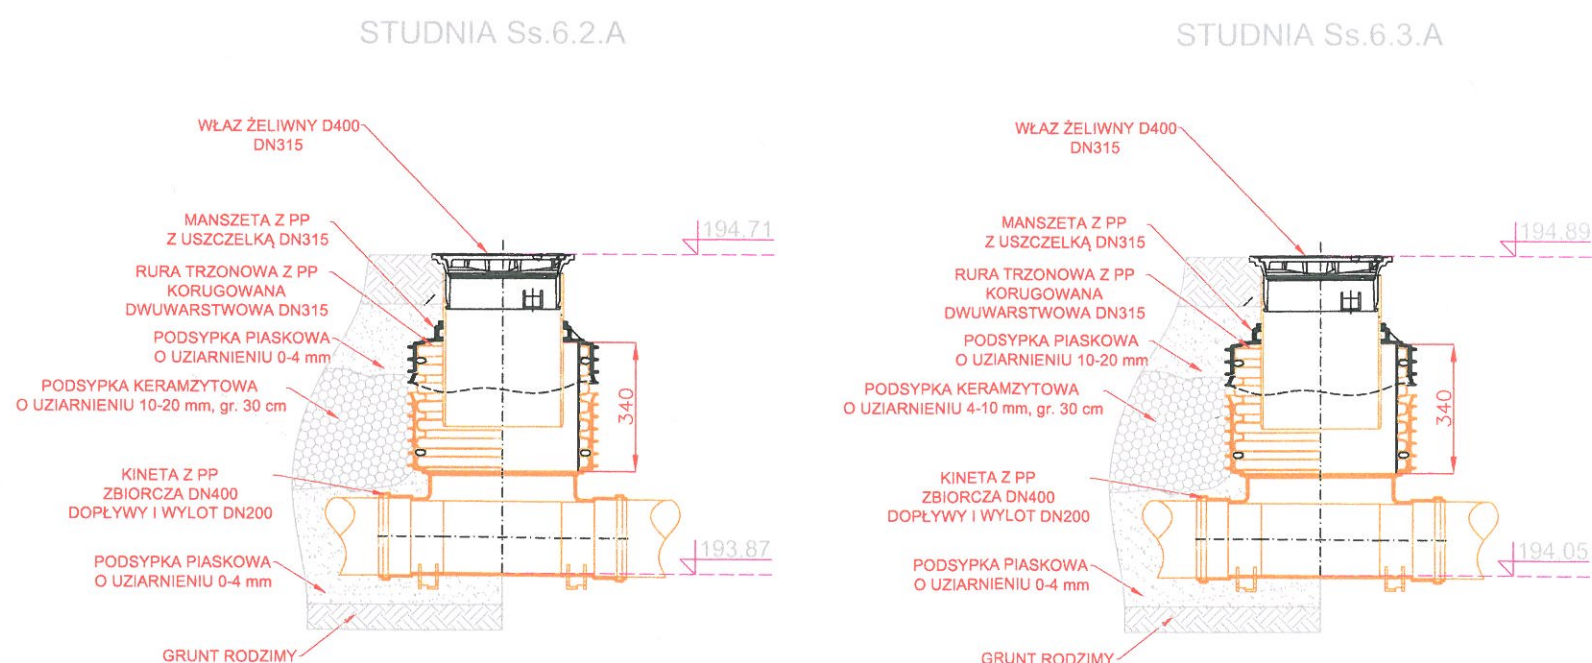 STUDNIA Ss.6.2.A
WŁAZ ŻELIWNY D400
DN315
MANSZETA Z PP
Z USZCZELKĄ DN315
RURA TRZONOWA Z PP
KORUGOWANA
DWUWARSTWOWA DN315
PODSYPKA PIASKOWA
O UZIARNIENIU 0-4 mm
PODSYPKA KERAMZYTOWA
O UZIARNIENIU 10-20 mm, gr. 30 cm
KINETA Z PP
ZBIORCZA DN400
DOPŁYWY I WYLOT DN200
PODSYPKA PIASKOWA
O UZIARNIENIU 0-4 mm
GRUNT RODZIMY
194.71
340
193.87
STUDNIA Ss.6.3.A
WŁAZ ŻELIWNY D400
DN315
MANSZETA Z PP
Z USZCZELKĄ DN315
RURA TRZONOWA Z PP
KORUGOWANA
DWUWARSTWOWA DN315
PODSYPKA PIASKOWA
O UZIARNIENIU 10-20 mm
PODSYPKA KERAMZYTOWA
O UZIARNIENIU 4-10 mm, gr. 30 cm
KINETA Z PP
ZBIORCZA DN400
DOPŁYWY I WYLOT DN200
PODSYPKA PIASKOWA
O UZIARNIENIU 0-4 mm
GRUNT RODZIMY
194.89
340
194.05